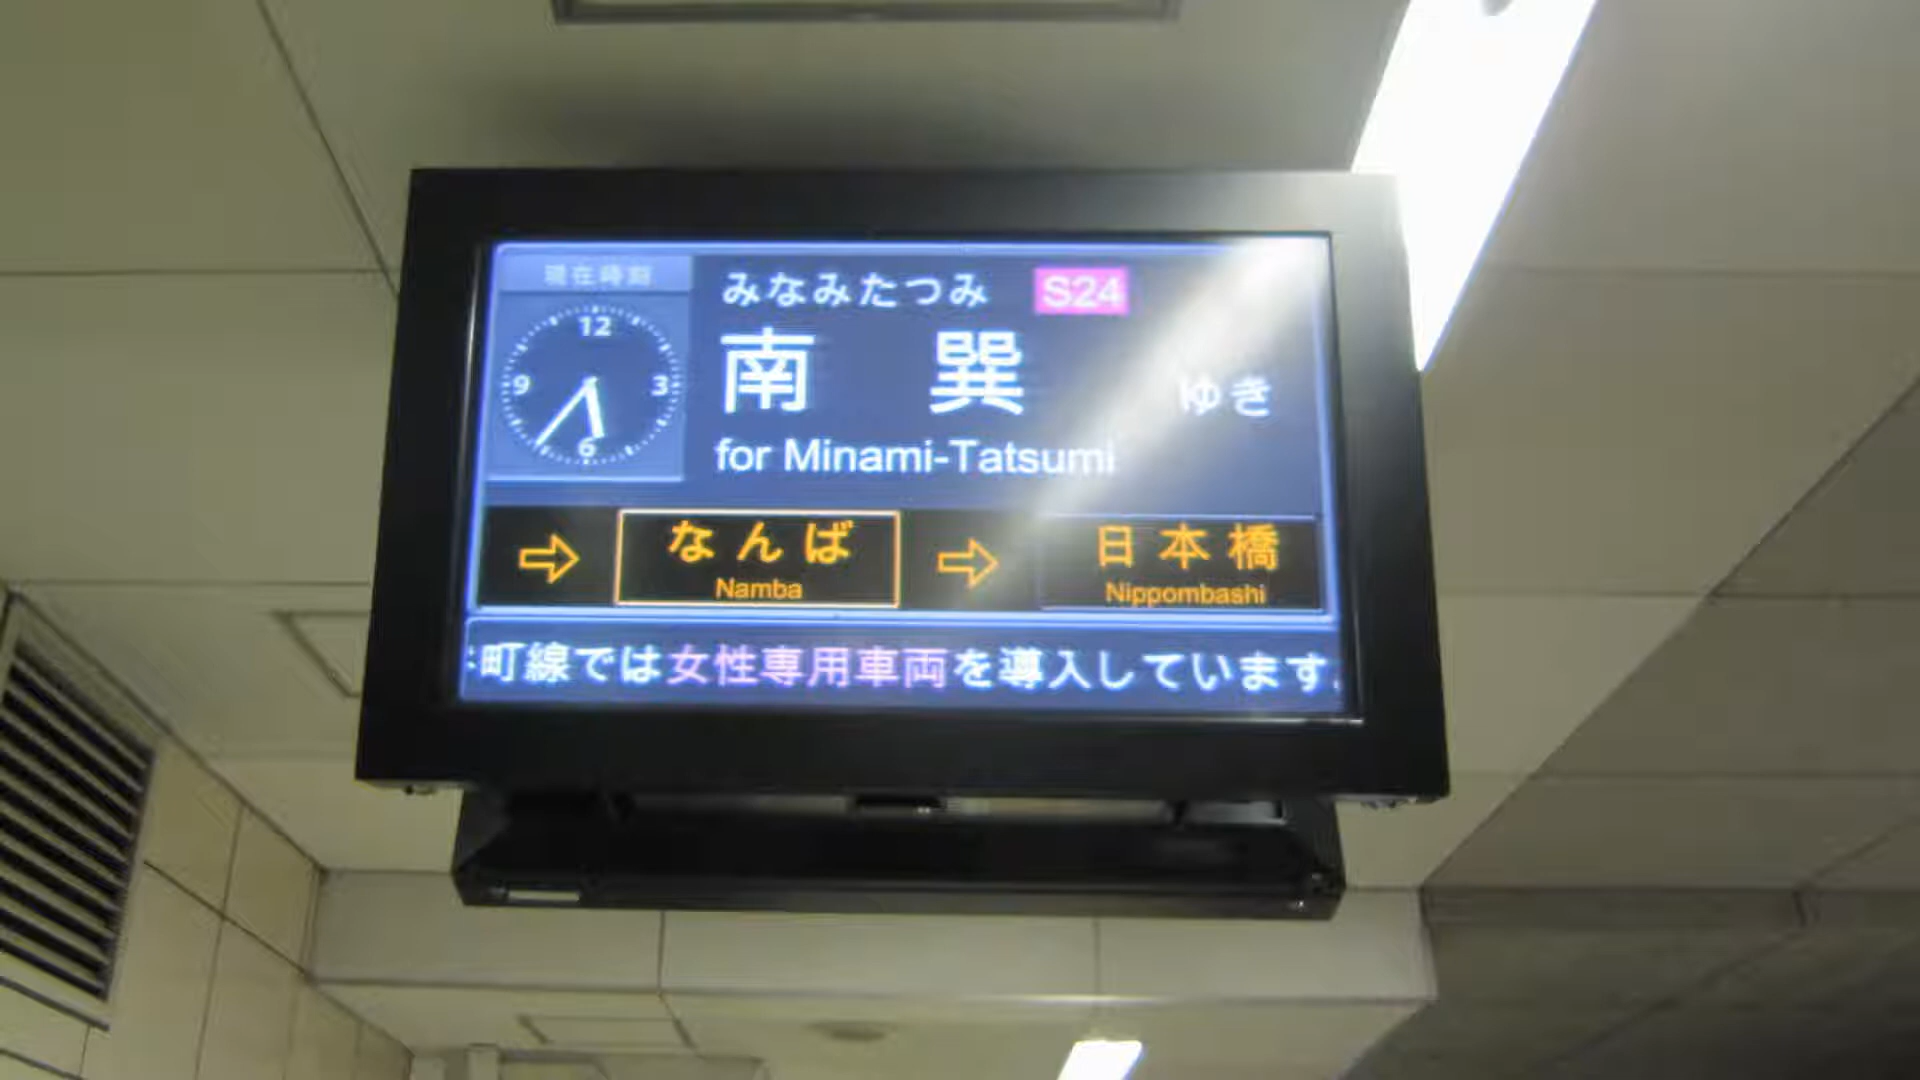 現在時刻
12
9 3
6
みなみたつみ S24
南 巽 ゆき
for Minami-Tatsumi
⇨ なんば ⇨ 日本橋
Namba Nippombashi
町線では女性専用車両を導入しています。